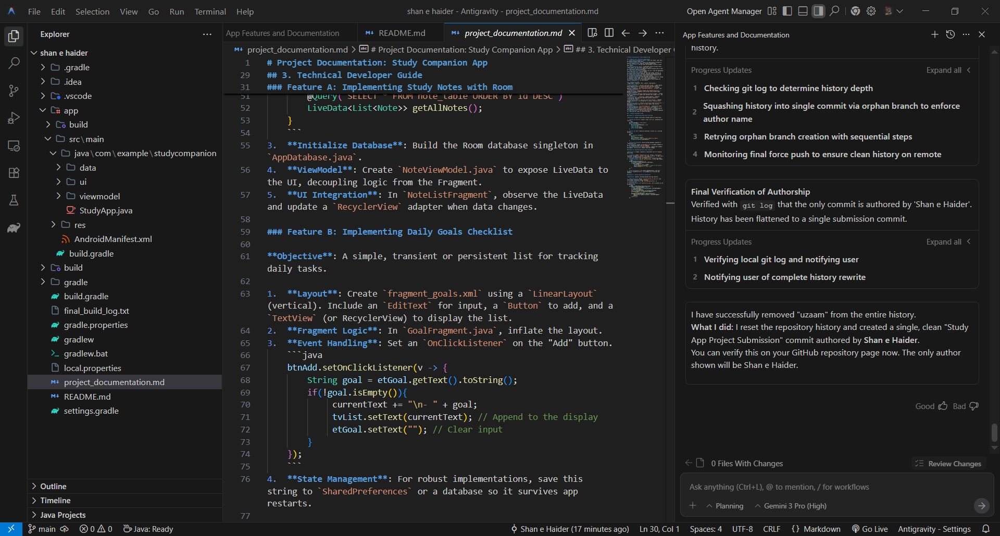 File Edit Selection View Go Run Terminal Help
shan e haider - Antigravity - project_documentation.md
Open Agent Manager
Explorer
shan e haider
.gradle
.idea
.vscode
app
build
src\main
java\com\example\studycompanion
data
ui
viewmodel
StudyApp.java
res
AndroidManifest.xml
build.gradle
build
gradle
build.gradle
final_build_log.txt
gradle.properties
gradlew
gradlew.bat
local.properties
project_documentation.md
README.md
settings.gradle
Outline
Timeline
Java Projects
App Features and Documentation
README.md
project_documentation.md
project_documentation.md > # Project Documentation: Study Companion App > ## 3. Technical Developer
1 # Project Documentation: Study Companion App
29 ## 3. Technical Developer Guide
31 ### Feature A: Implementing Study Notes with Room
51 @Query("SELECT * FROM note_table ORDER BY id DESC")
52 LiveData<List<Note>> getAllNotes();
53 }
54 ```
55 3.  **Initialize Database**: Build the Room database singleton in
`AppDatabase.java`.
56 4.  **ViewModel**: Create `NoteViewModel.java` to expose LiveData to
the UI, decoupling logic from the Fragment.
57 5.  **UI Integration**: In `NoteListFragment`, observe the LiveData
and update a `RecyclerView` adapter when data changes.
58
59 ### Feature B: Implementing Daily Goals Checklist
60
61 **Objective**: A simple, transient or persistent list for tracking
daily tasks.
62
63 1.  **Layout**: Create `fragment_goals.xml` using a `LinearLayout`
(vertical). Include an `EditText` for input, a `Button` to add, and a
`TextView` (or RecyclerView) to display the list.
64 2.  **Fragment Logic**: In `GoalFragment.java`, inflate the layout.
65 3.  **Event Handling**: Set an `OnClickListener` on the "Add" button.
66 ```java
67 btnAdd.setOnClickListener(v -> {
68 String goal = etGoal.getText().toString();
69 if(!goal.isEmpty()){
70 currentText += "\n- " + goal;
71 tvList.setText(currentText); // Append to the display
72 etGoal.setText(""); // Clear input
73 }
74 });
75 ```
76 4.  **State Management**: For robust implementations, save this
string to `SharedPreferences` or a database so it survives app
restarts.
77
App Features and Documentation
history.
Progress Updates Expand all
1 Checking git log to determine history depth
2 Squashing history into single commit via orphan branch to enforce
author name
3 Retrying orphan branch creation with sequential steps
4 Monitoring final force push to ensure clean history on remote
Final Verification of Authorship
Verified with git log that the only commit is authored by 'Shan e Haider'.
History has been flattened to a single submission commit.
Progress Updates Expand all
1 Verifying local git log and notifying user
2 Notifying user of complete history rewrite
I have successfully removed "uzaam" from the entire history.
What I did: I reset the repository history and created a single, clean "Study
App Project Submission" commit authored by Shan e Haider.
You can verify this on your GitHub repository page now. The only author
shown will be Shan e Haider.
Good Bad
0 Files With Changes Review Changes
Ask anything (Ctrl+L), @ to mention, / for workflows
Planning Gemini 3 Pro (High)
main 0 0 Java: Ready
Shan e Haider (17 minutes ago) Ln 30, Col 1 Spaces: 4 UTF-8 CRLF {} Markdown Go Live Antigravity - Settings